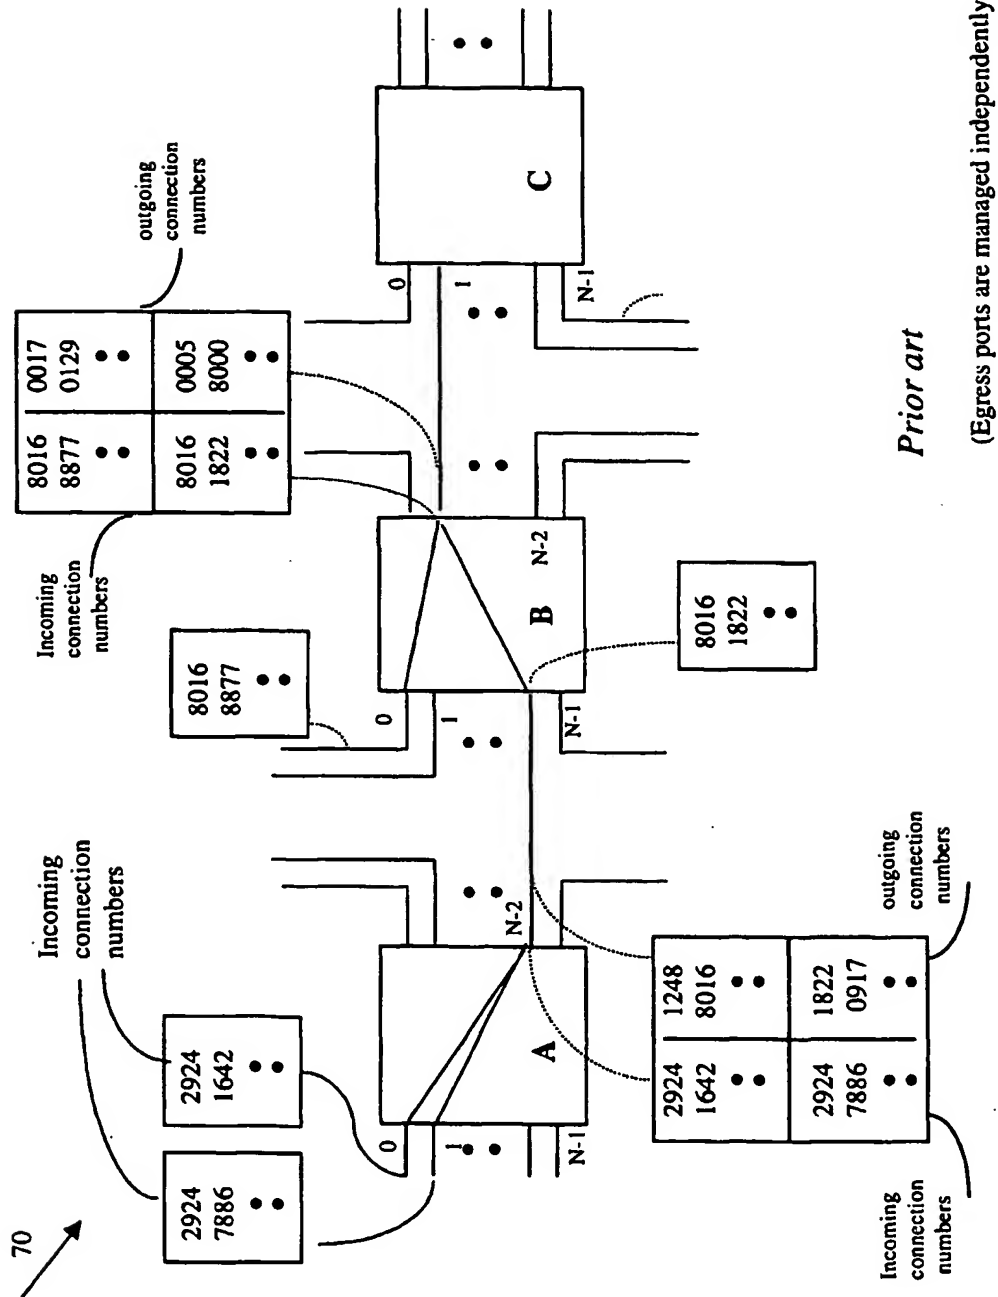 70
Incoming
connection
numbers
2924
7886
2924
1642
8016
8877
Incoming
connection
numbers
8016 0017
8877 0129
8016 0005
1822 8000
outgoing
connection
numbers
0
1
N-1
A
N-2
0
1
N-1
B
N-2
0
1
N-1
C
2924 1248
1642 8016
2924 1822
7886 0917
8016
1822
Incoming
connection
numbers
outgoing
connection
numbers
Prior art
(Egress ports are managed independently